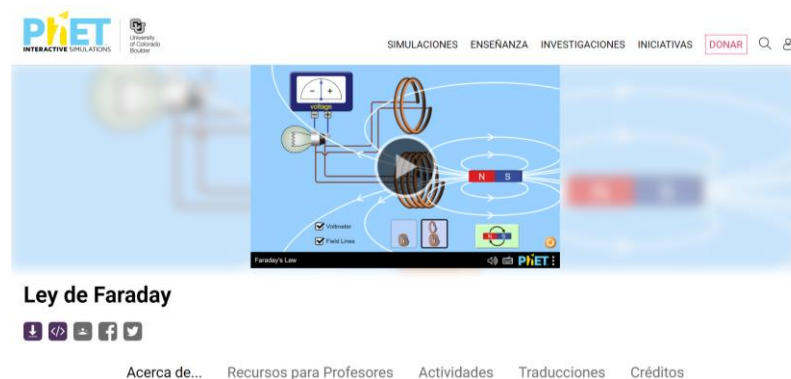 PhET
INTERACTIVE SIMULATIONS
University
of Colorado
Boulder
SIMULACIONES ENSEÑANZA INVESTIGACIONES INICIATIVAS DONAR
- +
voltage
N S
Voltmeter
Field Lines
Faraday's Law
PhET
Ley de Faraday
Acerca de... Recursos para Profesores Actividades Traducciones Créditos